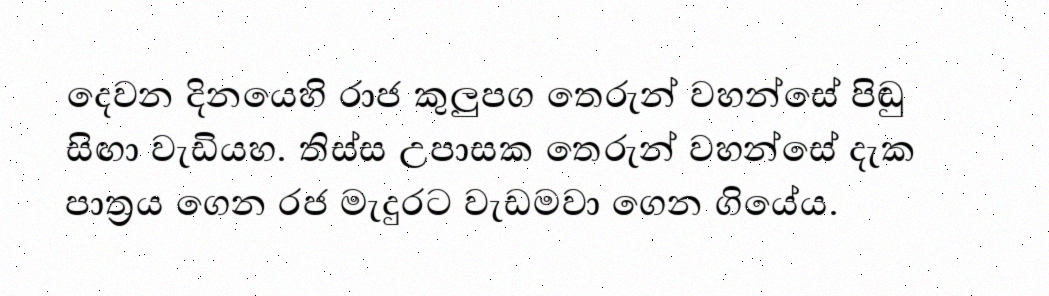 දෙවන දිනයෙහි රාජ කුලුපග තෙරුන් වහන්සේ පිඬු
සිඟා වැඩියහ. තිස්ස උපාසක තෙරුන් වහන්සේ දැක
පාත්‍රය ගෙන රජ මැදුරට වැඩමවා ගෙන ගියේය.